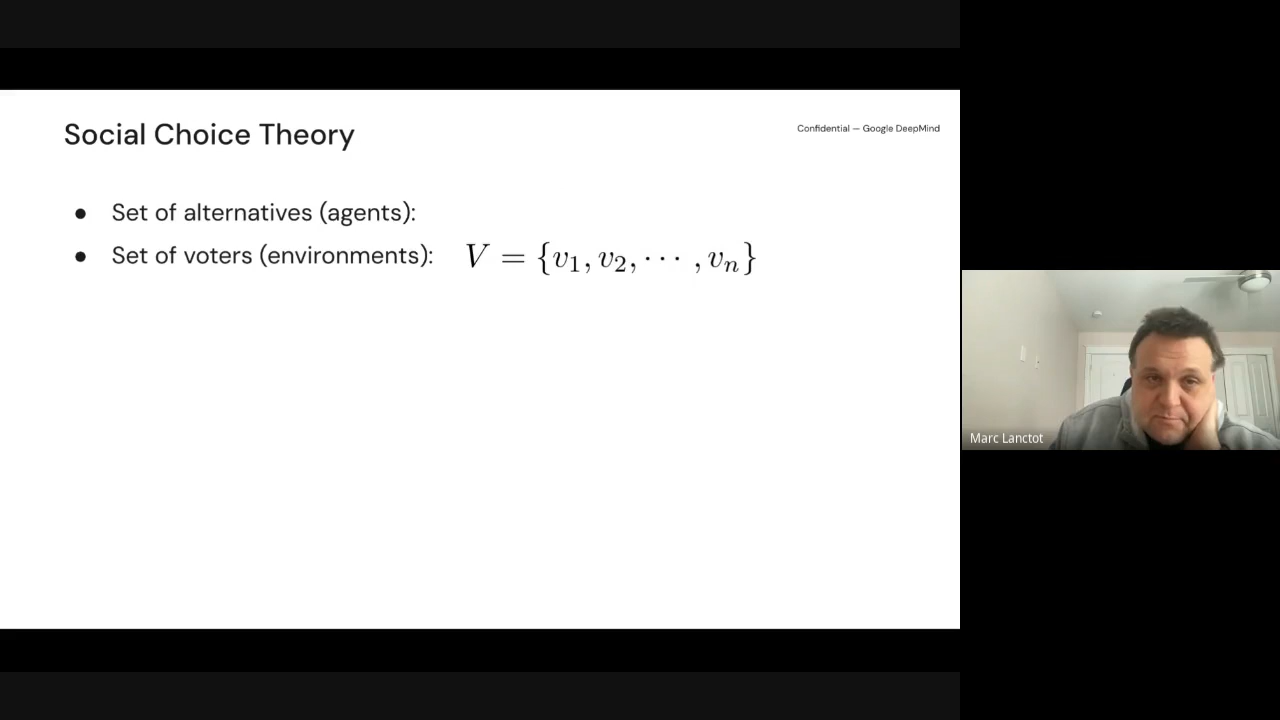 Social Choice Theory
Confidential — Google DeepMind
● Set of alternatives (agents):
● Set of voters (environments): V = {v₁, v₂, ⋯ , vₙ}
Marc Lanctot